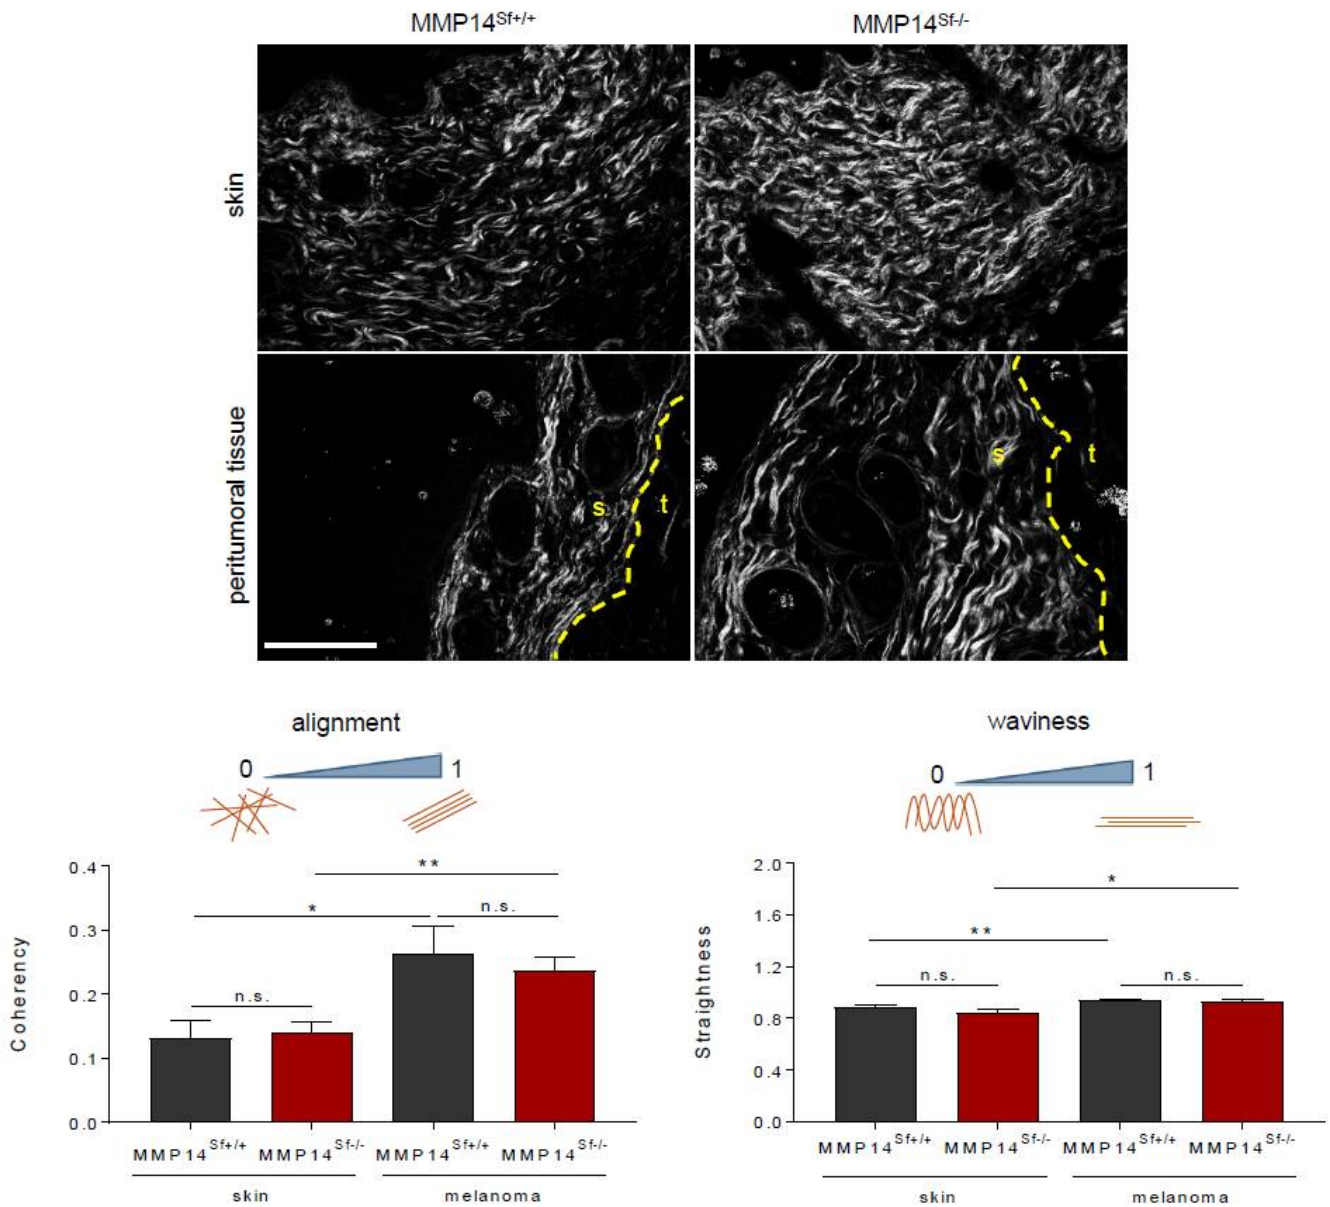 MMP14Sf+/+ MMP14Sf-/-
skin
peritumoral tissue
s t
s t
alignment
0 1
0.4
0.3
0.2
0.1
0.0
Coherency
**
*
n.s.
n.s.
MMP14Sf+/+ MMP14Sf-/- MMP14Sf+/+ MMP14Sf-/-
skin melanoma
waviness
0 1
2.0
1.6
1.2
0.8
0.4
0.0
Straightness
*
**
n.s. n.s.
MMP14Sf+/+ MMP14Sf-/- MMP14Sf+/+ MMP14Sf-/-
skin melanoma